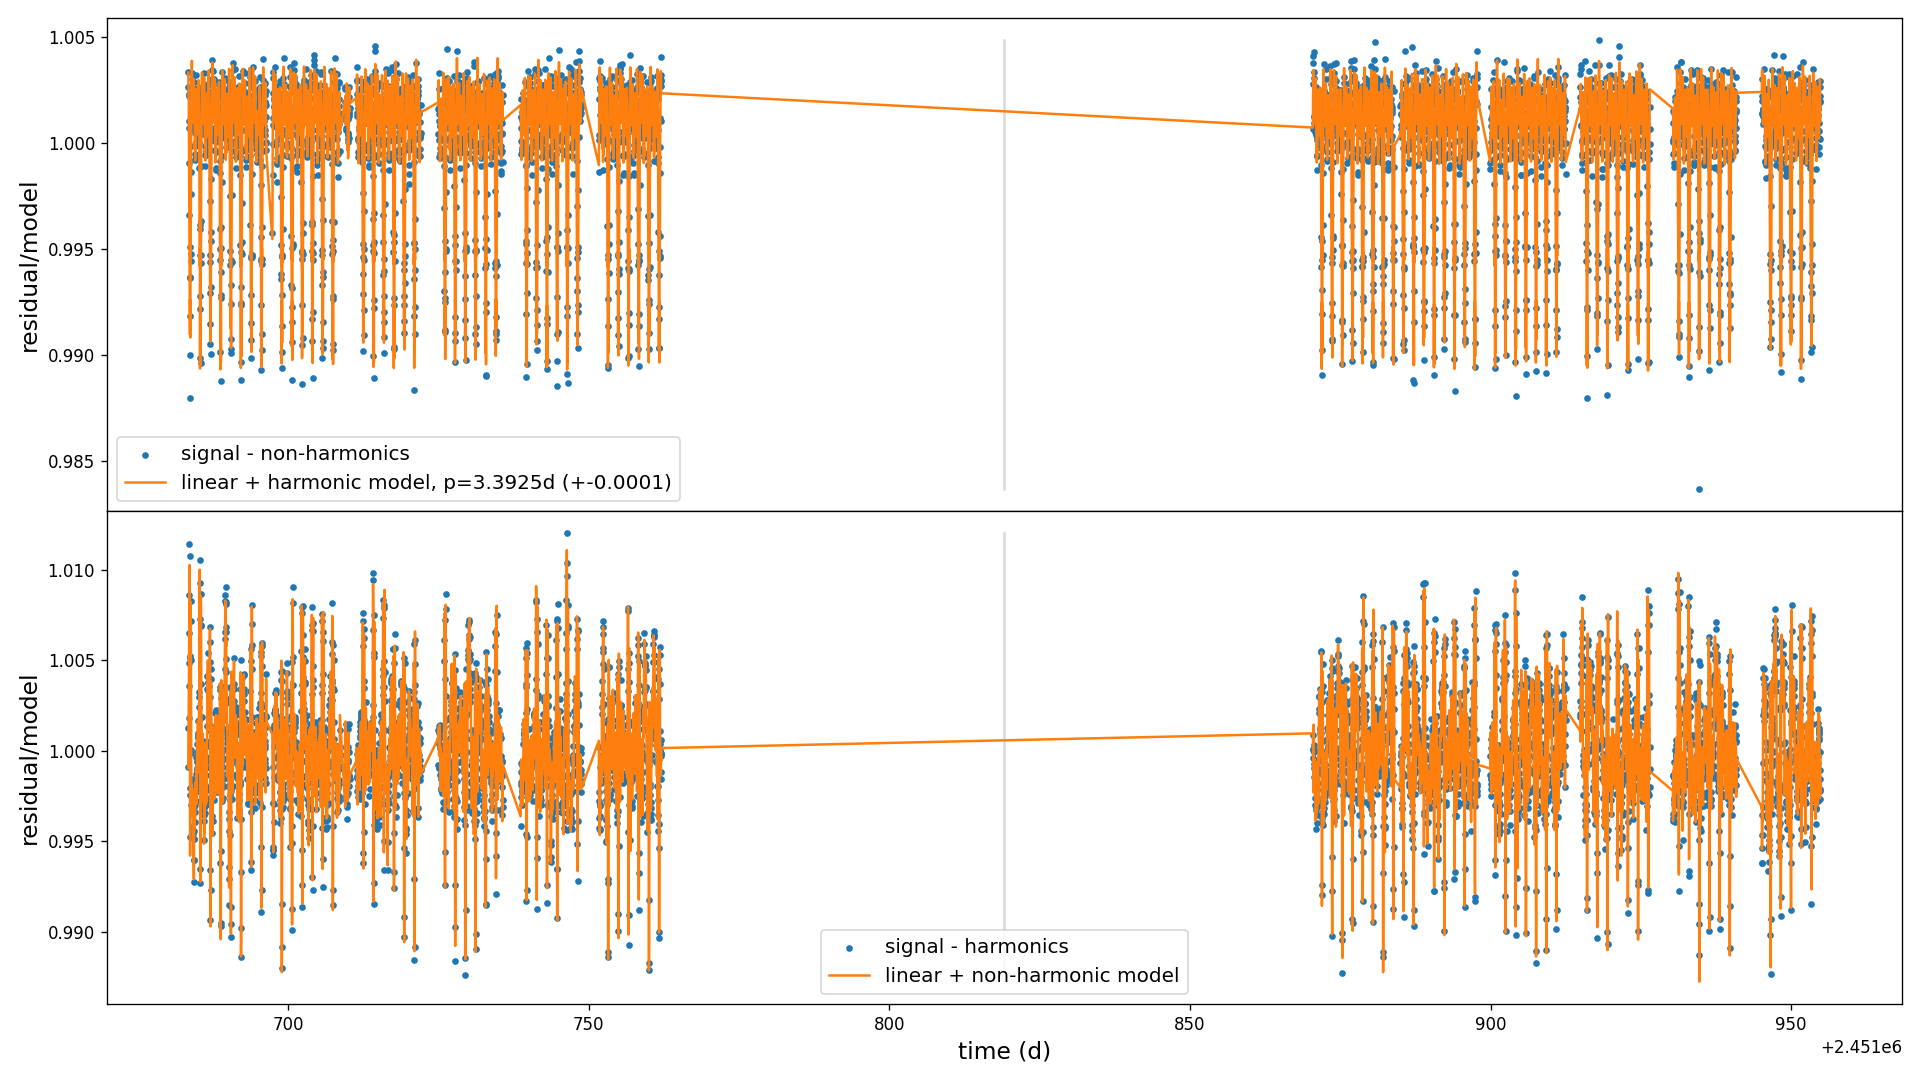 1.005
1.000
0.995
0.990
0.985
residual/model
signal - non-harmonics
linear + harmonic model, p=3.3925d (+-0.0001)
1.010
1.005
1.000
0.995
0.990
residual/model
signal - harmonics
linear + non-harmonic model
700 750 800 850 900 950
time (d)
+2.451e6